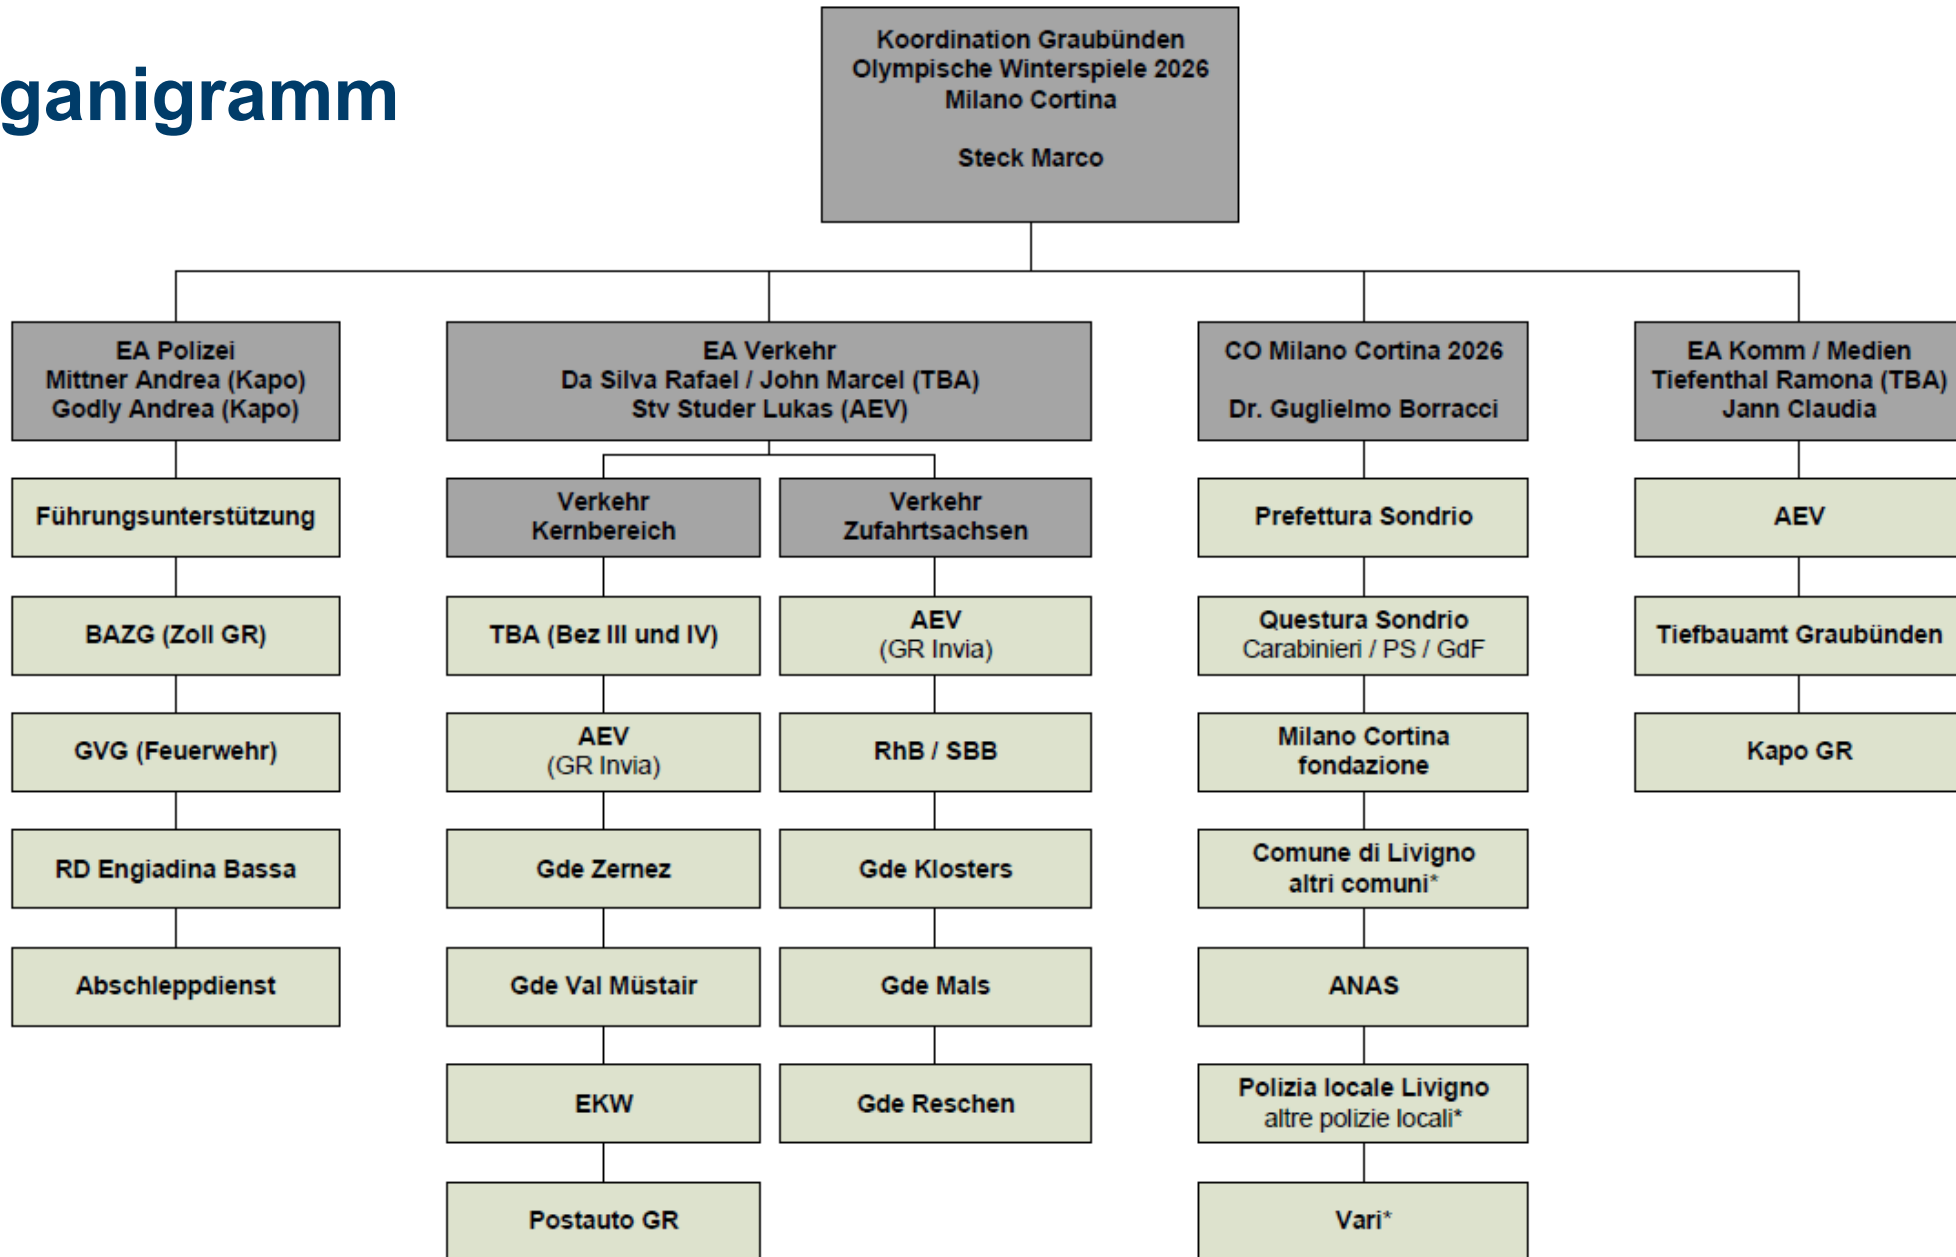 ganigramm
Koordination Graubünden
Olympische Winterspiele 2026
Milano Cortina
Steck Marco
EA Polizei
Mittner Andrea (Kapo)
Godly Andrea (Kapo)
EA Verkehr
Da Silva Rafael / John Marcel (TBA)
Stv Studer Lukas (AEV)
CO Milano Cortina 2026
Dr. Guglielmo Borracci
EA Komm / Medien
Tiefenthal Ramona (TBA)
Jann Claudia
Führungsunterstützung
BAZG (Zoll GR)
GVG (Feuerwehr)
RD Engiadina Bassa
Abschleppdienst
Verkehr
Kernbereich
TBA (Bez III und IV)
AEV
(GR Invia)
Gde Zernez
Gde Val Müstair
EKW
Postauto GR
Verkehr
Zufahrtsachsen
AEV
(GR Invia)
RhB / SBB
Gde Klosters
Gde Mals
Gde Reschen
Prefettura Sondrio
Questura Sondrio
Carabinieri / PS / GdF
Milano Cortina
fondazione
Comune di Livigno
altri comuni*
ANAS
Polizia locale Livigno
altre polizie locali*
Vari*
AEV
Tiefbauamt Graubünden
Kapo GR